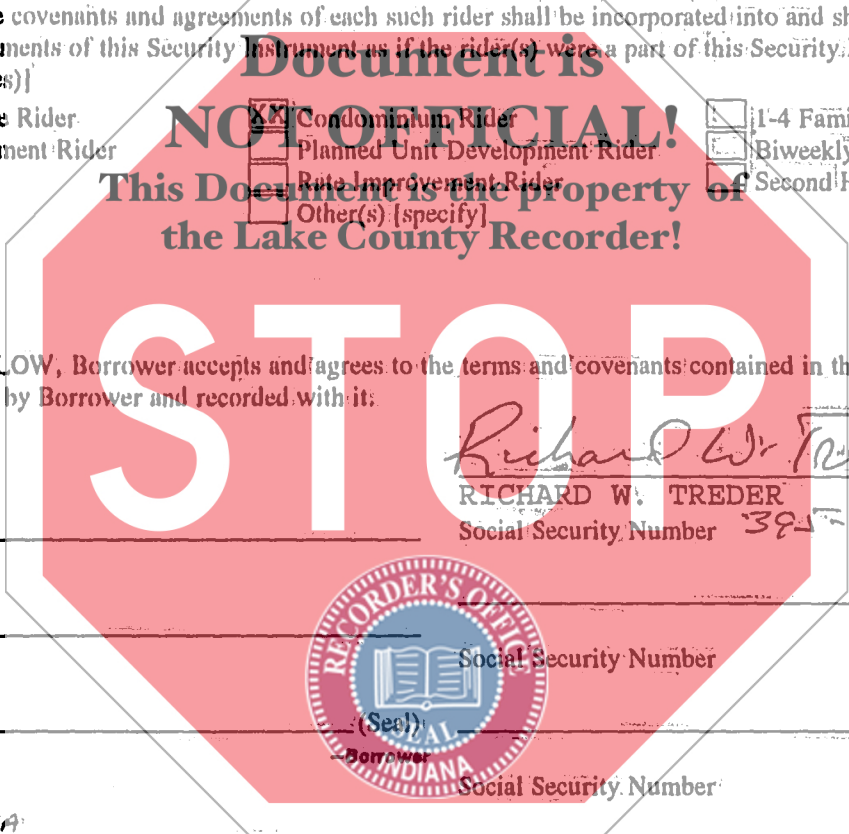 covenants and agreements of each such rider shall be incorporated into and
ments of this Security Instrument as if the rider(s) were a part of this Security
s)]
Document is
NOT OFFICIAL!
This Document is the property of
the Lake County Recorder!
Rider XX Condominium Rider 1-4
ment Rider Planned Unit Development Rider Biweekly
Rate Improvement Rider Second
Other(s) [specify]
STOP
LOW, Borrower accepts and agrees to the terms and covenants contained in
by Borrower and recorded with it.
Richard W.
RICHARD W. TREDER
Social Security Number 395-
Social Security Number
(Seal)
-Borrower
Social Security Number
RECORDER'S OFFICE
SEAL
INDIANA